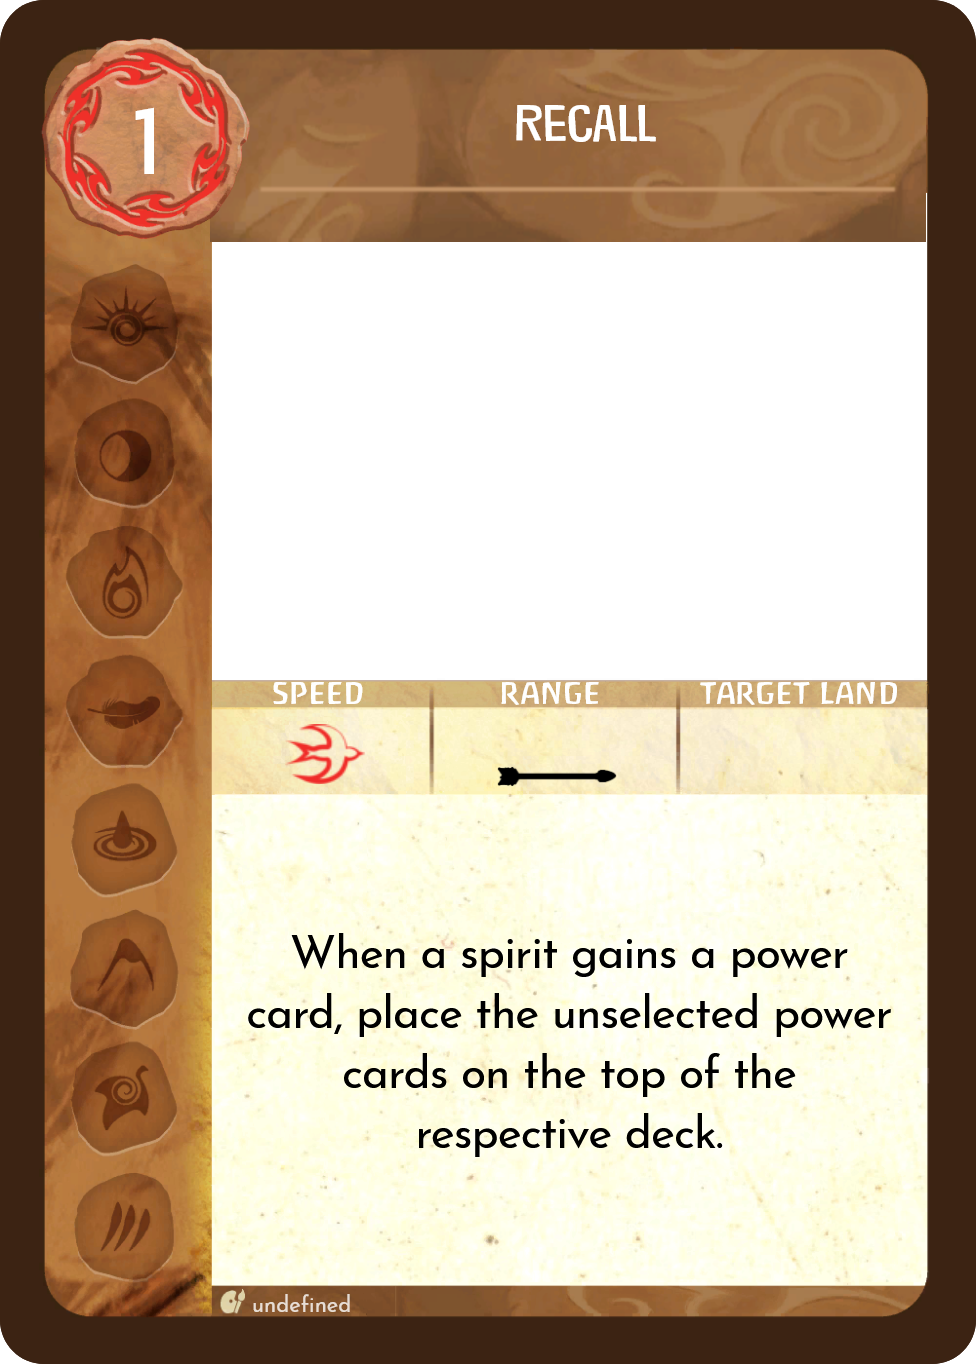 1
RECALL
SPEED RANGE TARGET LAND
When a spirit gains a power
card, place the unselected power
cards on the top of the
respective deck.
undefined